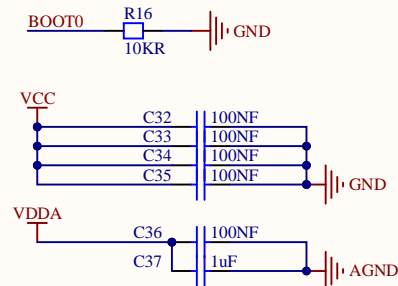 R16
BOOT0
10KR
GND
VCC
C32 100NF
C33 100NF
C34 100NF
C35 100NF
GND
VDDA
C36 100NF
C37 1uF
AGND